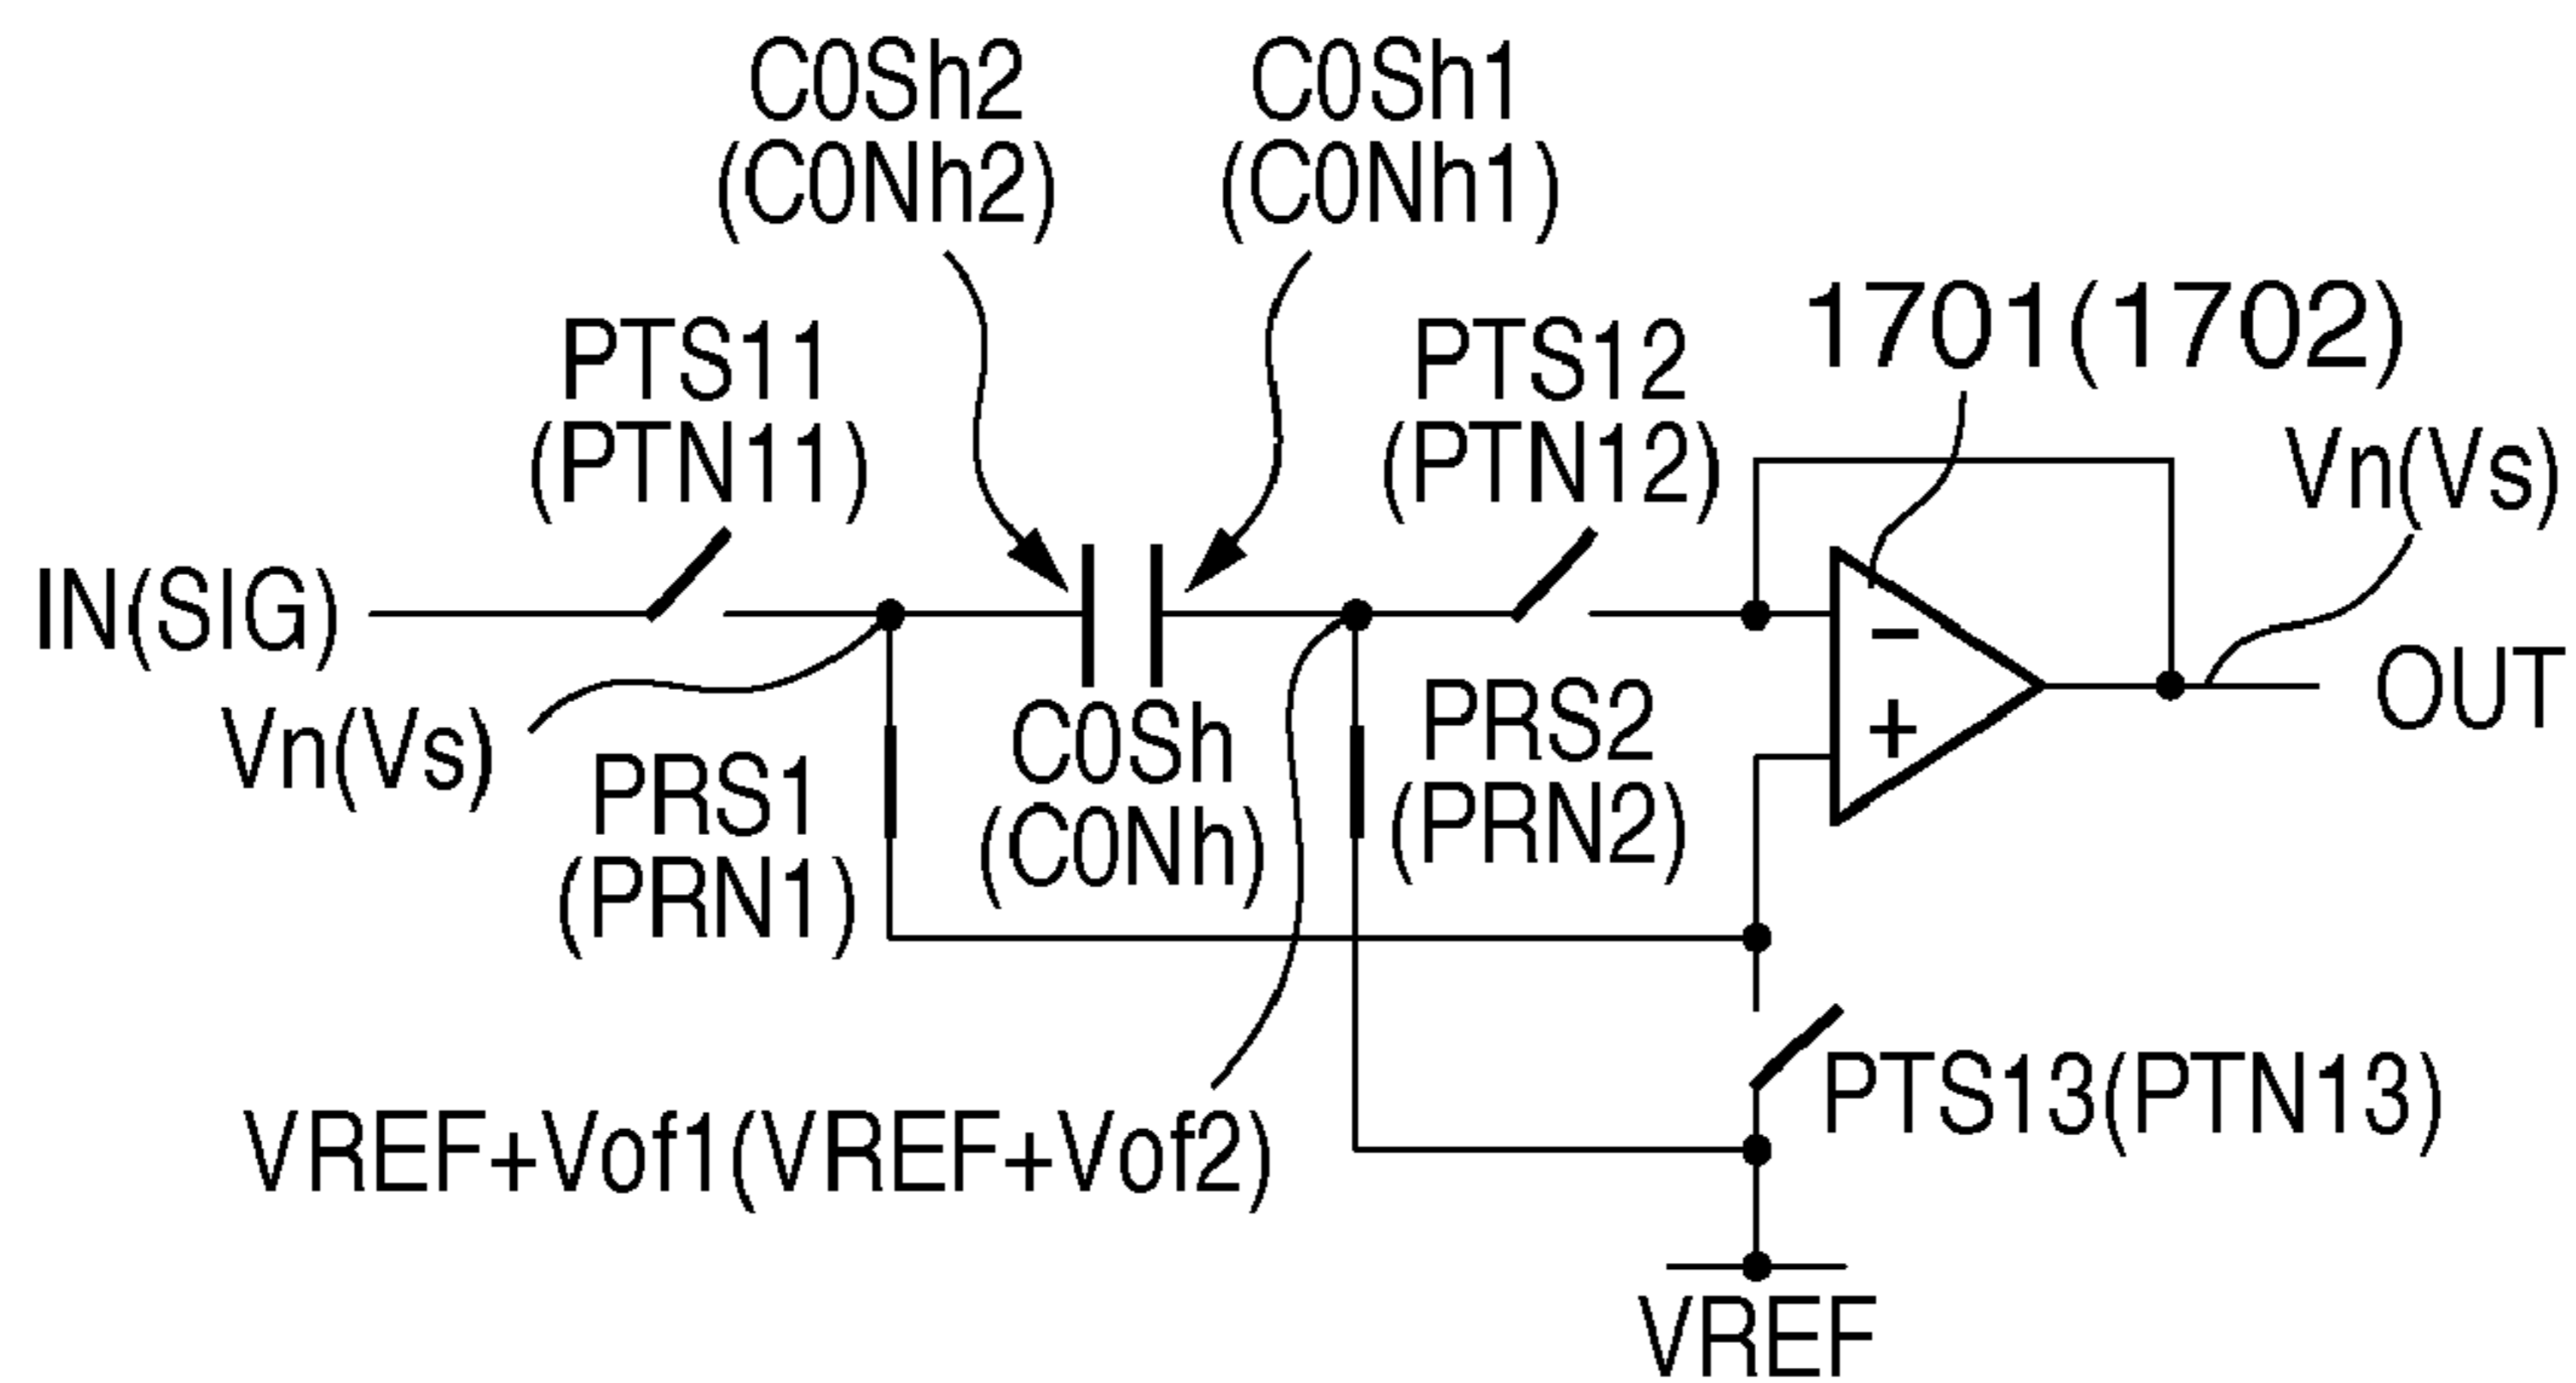 C0Sh2
(C0Nh2)
C0Sh1
(C0Nh1)
1701(1702)
PTS11
(PTN11)
PTS12
(PTN12)
Vn(Vs)
IN(SIG)
−
+
OUT
Vn(Vs)
C0Sh
(C0Nh)
PRS1
(PRN1)
PRS2
(PRN2)
PTS13(PTN13)
VREF+Vof1(VREF+Vof2)
VREF